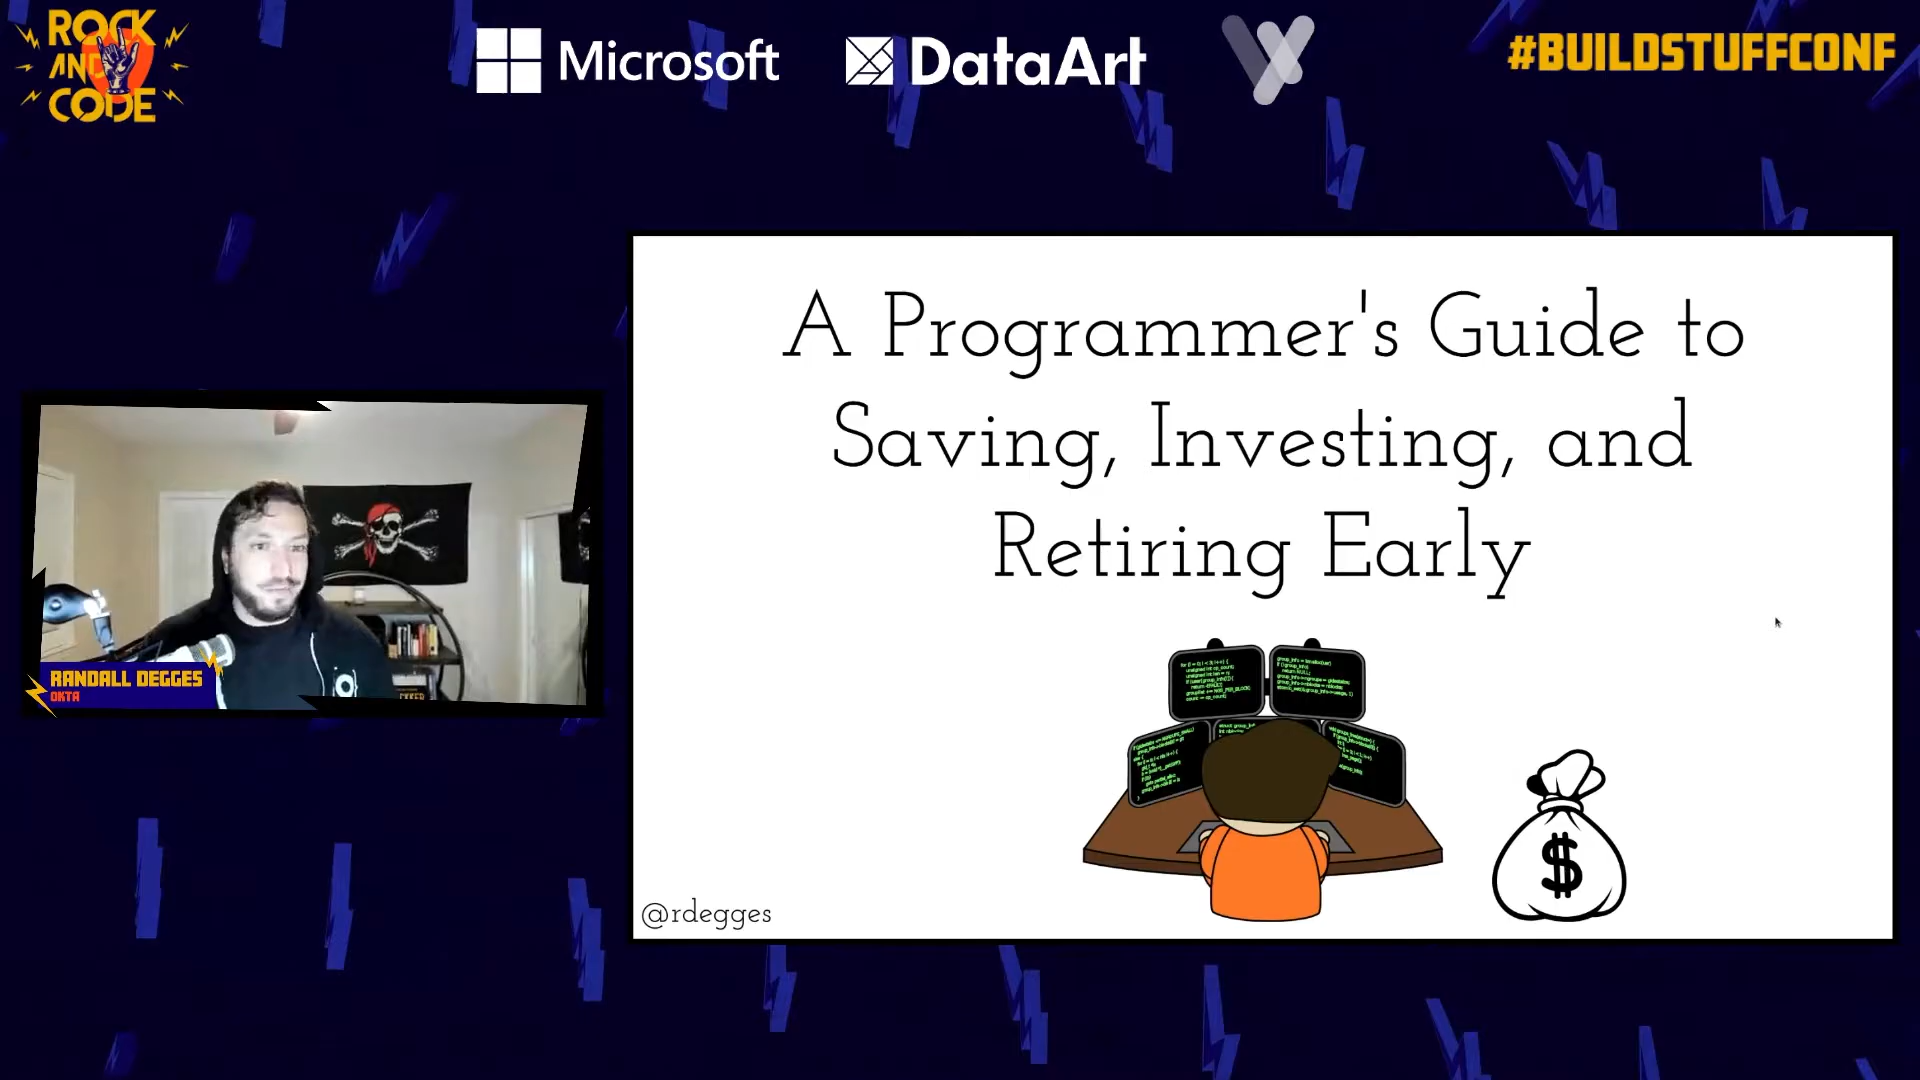 ROCK
AND
CODE
Microsoft
DataArt
#BUILDSTUFFCONF
A Programmer's Guide to
Saving, Investing, and
Retiring Early
RANDALL DEGGES
OKTA
$
@rdegges